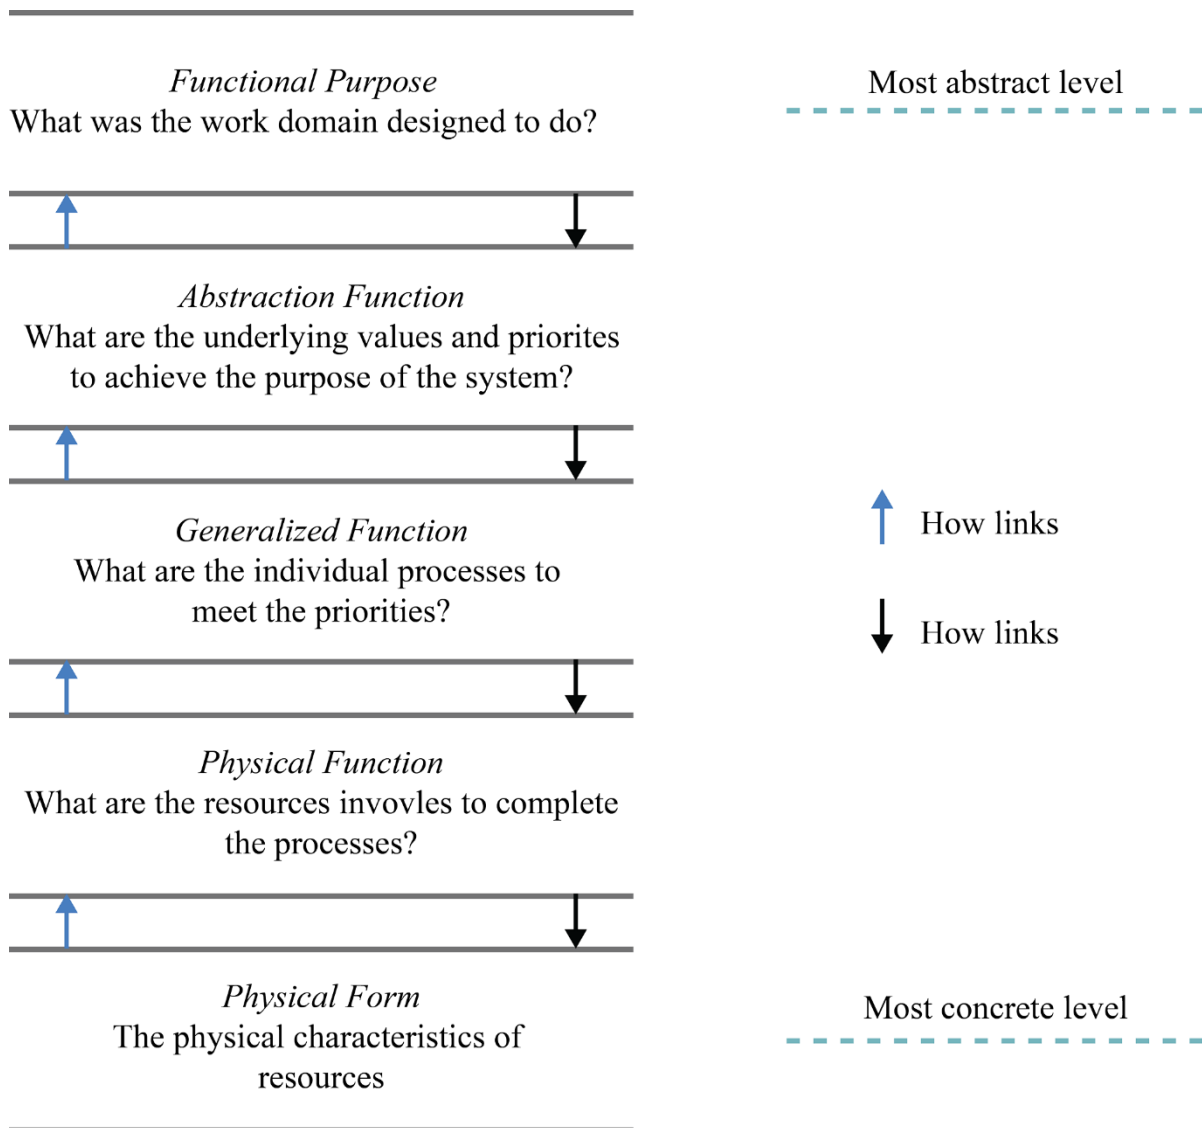 Functional Purpose
What was the work domain designed to do?
Most abstract level
Abstraction Function
What are the underlying values and priorites
to achieve the purpose of the system?
Generalized Function
What are the individual processes to
meet the priorities?
How links
How links
Physical Function
What are the resources invovles to complete
the processes?
Physical Form
The physical characteristics of
resources
Most concrete level